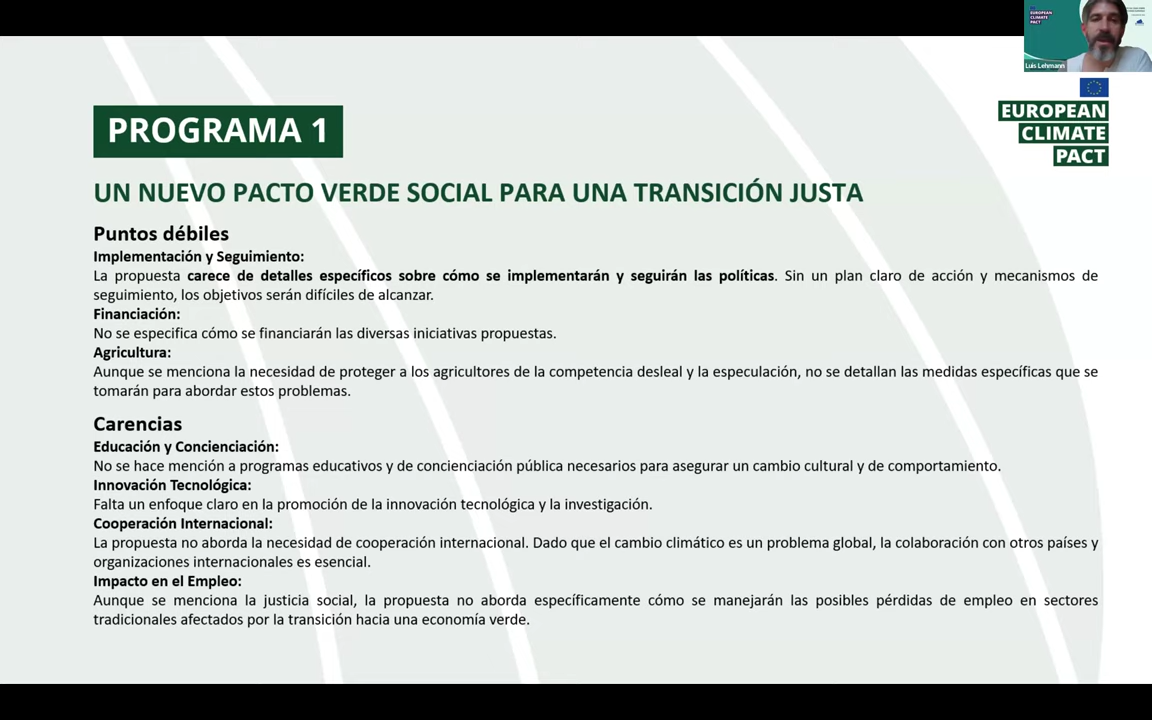 EUROPEAN
CLIMATE
PACT
Luis Lehmann
EUROPEAN
CLIMATE
PACT
PROGRAMA 1
UN NUEVO PACTO VERDE SOCIAL PARA UNA TRANSICIÓN JUSTA
Puntos débiles
Implementación y Seguimiento:
La propuesta carece de detalles específicos sobre cómo se implementarán y seguirán las políticas. Sin un plan claro de acción y mecanismos de
seguimiento, los objetivos serán difíciles de alcanzar.
Financiación:
No se especifica cómo se financiarán las diversas iniciativas propuestas.
Agricultura:
Aunque se menciona la necesidad de proteger a los agricultores de la competencia desleal y la especulación, no se detallan las medidas específicas que se
tomarán para abordar estos problemas.
Carencias
Educación y Concienciación:
No se hace mención a programas educativos y de concienciación pública necesarios para asegurar un cambio cultural y de comportamiento.
Innovación Tecnológica:
Falta un enfoque claro en la promoción de la innovación tecnológica y la investigación.
Cooperación Internacional:
La propuesta no aborda la necesidad de cooperación internacional. Dado que el cambio climático es un problema global, la colaboración con otros países y
organizaciones internacionales es esencial.
Impacto en el Empleo:
Aunque se menciona la justicia social, la propuesta no aborda específicamente cómo se manejarán las posibles pérdidas de empleo en sectores
tradicionales afectados por la transición hacia una economía verde.